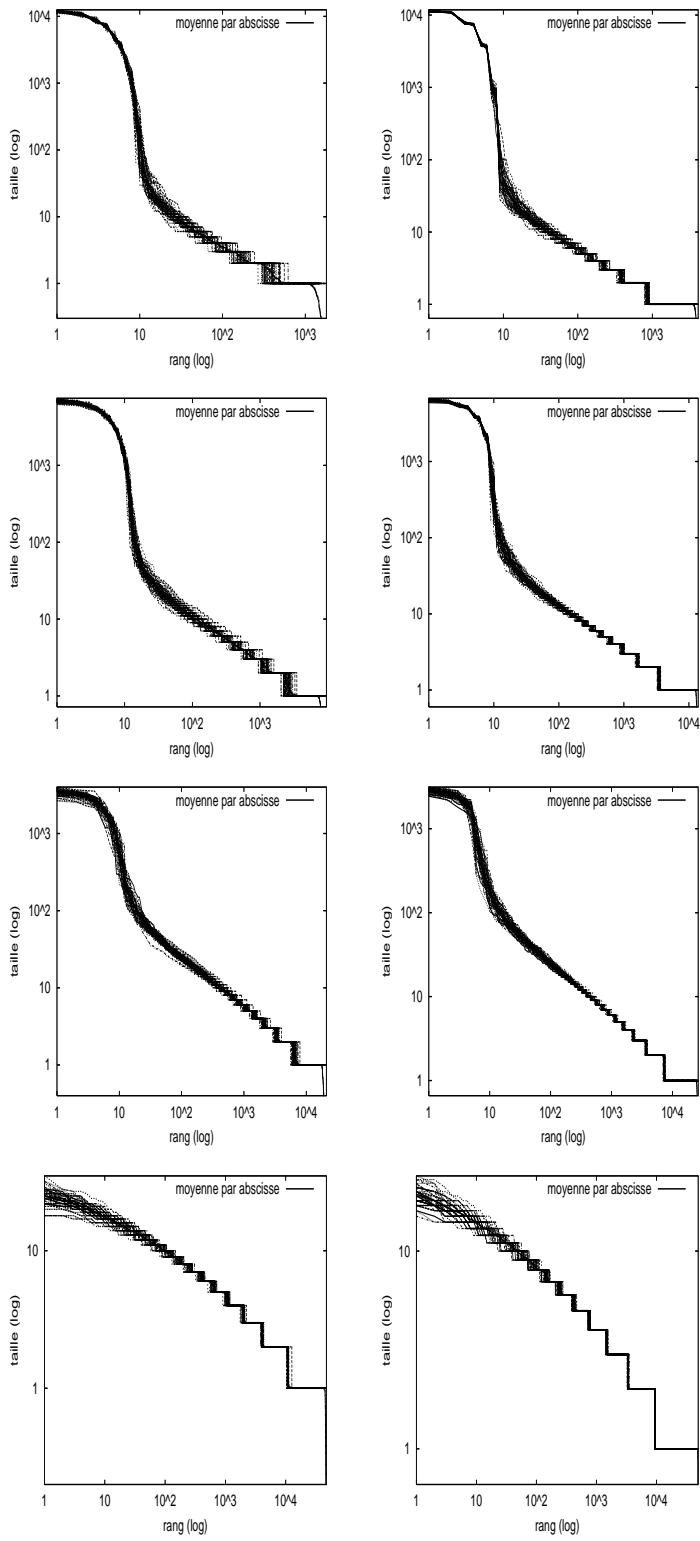 10^4 moyenne par abscisse
10^3
10^2
10
1
taille (log)
1 10 10^2 10^3
rang (log)
10^4 moyenne par abscisse
10^3
10^2
10
1
taille (log)
1 10 10^2 10^3
rang (log)
moyenne par abscisse
10^3
10^2
10
1
taille (log)
1 10 10^2 10^3
rang (log)
moyenne par abscisse
10^3
10^2
10
1
taille (log)
1 10 10^2 10^3 10^4
rang (log)
moyenne par abscisse
10^3
10^2
10
1
taille (log)
1 10 10^2 10^3 10^4
rang (log)
moyenne par abscisse
10^3
10^2
10
1
taille (log)
1 10 10^2 10^3 10^4
rang (log)
moyenne par abscisse
10
1
taille (log)
1 10 10^2 10^3 10^4
rang (log)
moyenne par abscisse
10
1
taille (log)
1 10 10^2 10^3 10^4
rang (log)